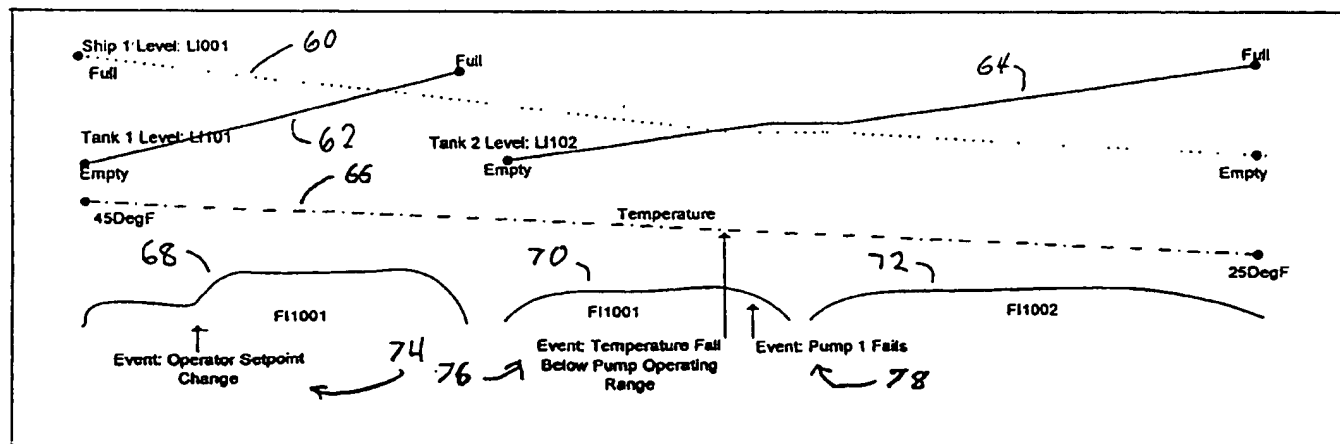 Ship 1 Level: LI001
Full
60
Full
64
Full
Tank 1 Level: LI101
62
Tank 2 Level: LI102
Empty
Empty
Empty
66
45DegF
Temperature
25DegF
68
70
72
FI1001
FI1001
FI1002
Event: Operator Setpoint
Change
74
76
Event: Temperature Fall
Below Pump Operating
Range
Event: Pump 1 Fails
78